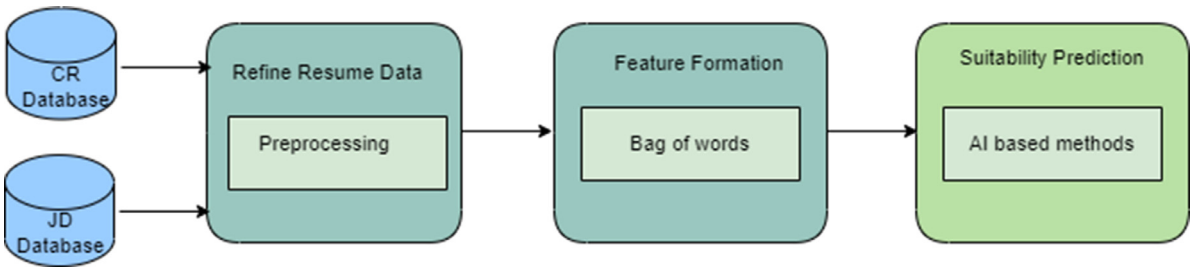 CR
Database
JD
Database
Refine Resume Data
Preprocessing
Feature Formation
Bag of words
Suitability Prediction
AI based methods